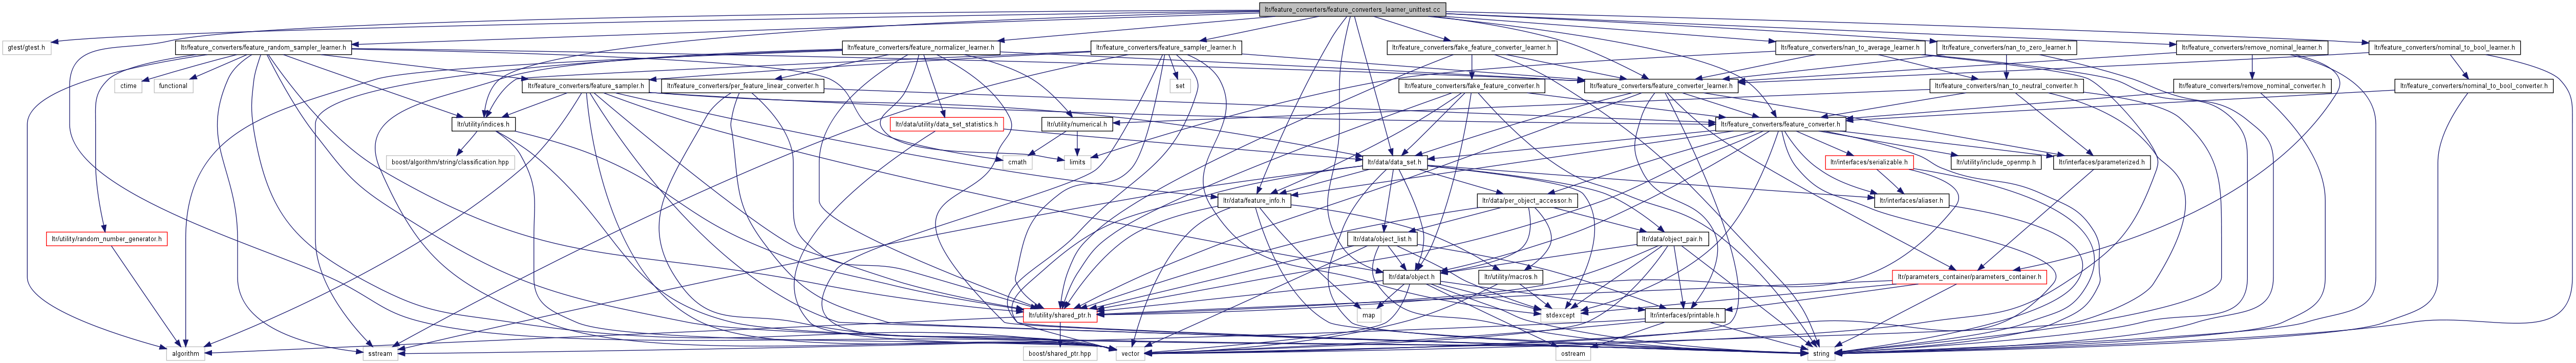 ltr/feature_converters/feature_converters_learner_unittest.cc
gtest/gtest.h
ltr/feature_converters/feature_random_sampler_learner.h
ltr/feature_converters/feature_normalizer_learner.h
ltr/feature_converters/feature_sampler_learner.h
ltr/feature_converters/fake_feature_converter_learner.h
ltr/feature_converters/nan_to_average_learner.h
ltr/feature_converters/nan_to_zero_learner.h
ltr/feature_converters/remove_nominal_learner.h
ltr/feature_converters/nominal_to_bool_learner.h
ctime
functional
ltr/feature_converters/feature_sampler.h
ltr/feature_converters/per_feature_linear_converter.h
set
ltr/feature_converters/fake_feature_converter.h
ltr/feature_converters/feature_converter_learner.h
ltr/feature_converters/nan_to_neutral_converter.h
ltr/feature_converters/remove_nominal_converter.h
ltr/feature_converters/nominal_to_bool_converter.h
ltr/utility/indices.h
ltr/data/utility/data_set_statistics.h
ltr/utility/numerical.h
ltr/feature_converters/feature_converter.h
boost/algorithm/string/classification.hpp
cmath
limits
ltr/data/data_set.h
ltr/interfaces/serializable.h
ltr/utility/include_openmp.h
ltr/interfaces/parameterized.h
ltr/data/feature_info.h
ltr/data/per_object_accessor.h
ltr/interfaces/aliaser.h
ltr/utility/random_number_generator.h
ltr/data/object_list.h
ltr/data/object_pair.h
ltr/data/object.h
ltr/utility/macros.h
ltr/parameters_container/parameters_container.h
ltr/utility/shared_ptr.h
map
stdexcept
ltr/interfaces/printable.h
algorithm
sstream
boost/shared_ptr.hpp
vector
ostream
string